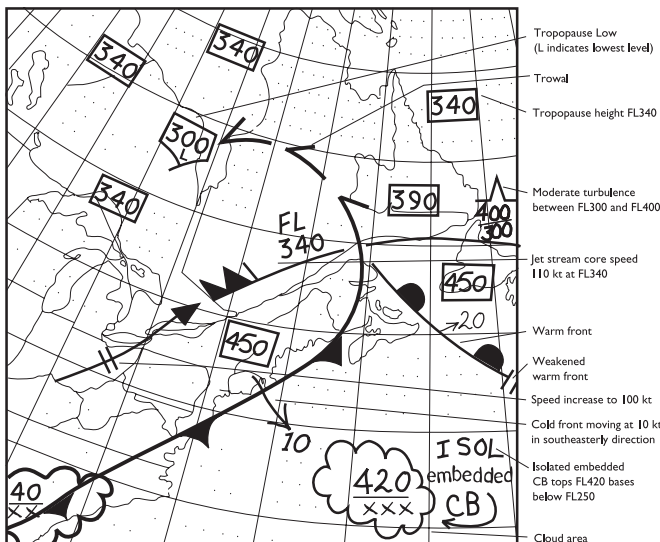 340
340
340
300
L
340
390
400
300
FL
340
450
20
450
10
40
XX
420
XXX
ISOL
embedded
CB
Tropopause Low
(L indicates lowest level)
Trowal
Tropopause height FL340
Moderate turbulence
between FL300 and FL400
Jet stream core speed
110 kt at FL340
Warm front
Weakened
warm front
Speed increase to 100 kt
Cold front moving at 10 kt
in southeasterly direction
Isolated embedded
CB tops FL420 bases
below FL250
Cloud area